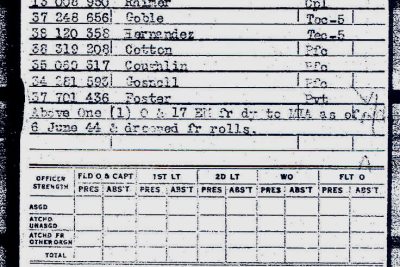 13 008 980 Raimer Cpl
37 248 656 Goble Tec-5
38 120 358 Hernandez Tec-5
38 319 208 Cotton Pfc
35 Coughlin Pfc
34 281 593 Gosnell Pfc
37 701 436 Foster Pvt
Above One (1) O & 17 EM fr dy to MIA as of
6 June 44 & dropped fr rolls.
OFFICER STRENGTH FLD O & CAPT 1ST LT 2D LT WO FLT O
PRES ABS'T PRES ABS'T PRES ABS'T PRES ABS'T PRES ABS'T
ASGD
ATCHD UNASGD
ATCHD FR OTHER ORGN
TOTAL